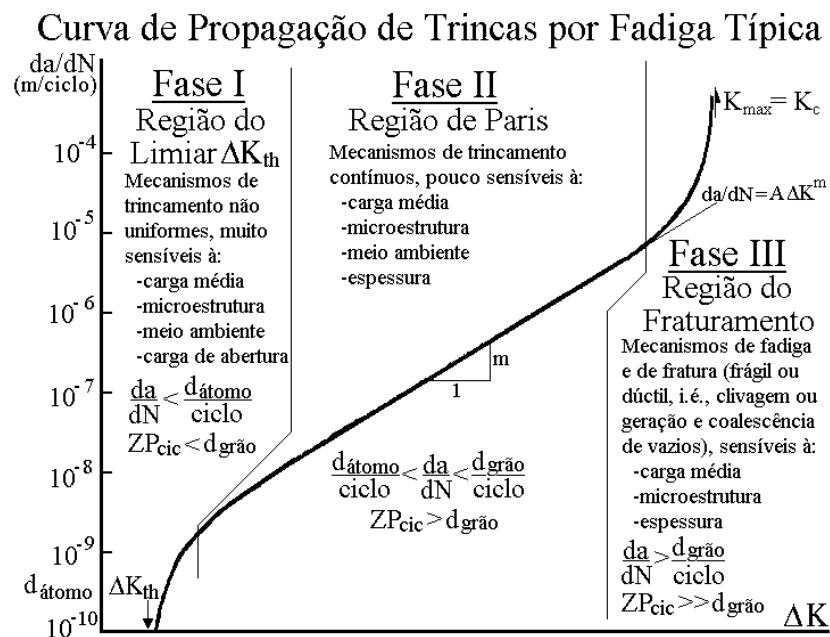 Curva de Propagação de Trincas por Fadiga Típica
da/dN
(m/ciclo)
10-4
10-5
10-6
10-7
10-8
10-9
d átomo
10-10
Fase I
Região do
Limiar ΔKth
Mecanismos de
trincamento não
uniformes, muito
sensíveis à:
-carga média
-microestrutura
-meio ambiente
-carga de abertura
da/dN < dátomo/ciclo
ZPcic < dgrão
ΔKth
Fase II
Região de Paris
Mecanismos de trincamento
contínuos, pouco sensíveis à:
-carga média
-microestrutura
-meio ambiente
-espessura
m
1
dátomo/ciclo < da/dN < dgrão/ciclo
ZPcic > dgrão
Kmax = Kc
da/dN=AΔKm
Fase III
Região do
Fraturamento
Mecanismos de fadiga
e de fratura (frágil ou
dúctil, i.é., clivagem ou
geração e coalescência
de vazios), sensíveis à:
-carga média
-microestrutura
-espessura
da/dN > dgrão/ciclo
ZPcic >> dgrão
ΔK